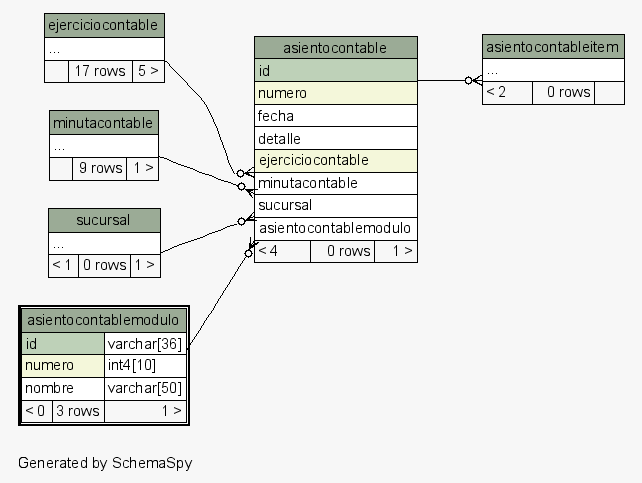 ejerciciocontable
...
17 rows 5 >
minutacontable
...
9 rows 1 >
sucursal
...
< 1 0 rows 1 >
asientocontablemodulo
id varchar[36]
numero int4[10]
nombre varchar[50]
< 0 3 rows 1 >
asientocontable
id
numero
fecha
detalle
ejerciciocontable
minutacontable
sucursal
asientocontablemodulo
< 4 0 rows 1 >
asientocontableitem
...
< 2 0 rows
Generated by SchemaSpy